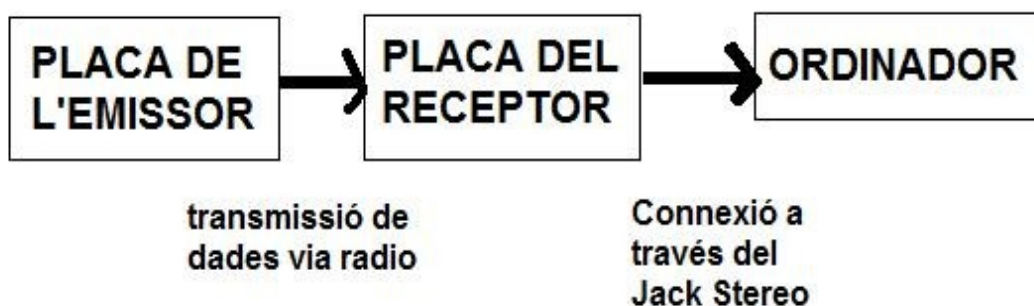 PLACA DE
L'EMISSOR
PLACA DEL
RECEPTOR
ORDINADOR
transmissió de
dades via radio
Connexió a
través del
Jack Stereo